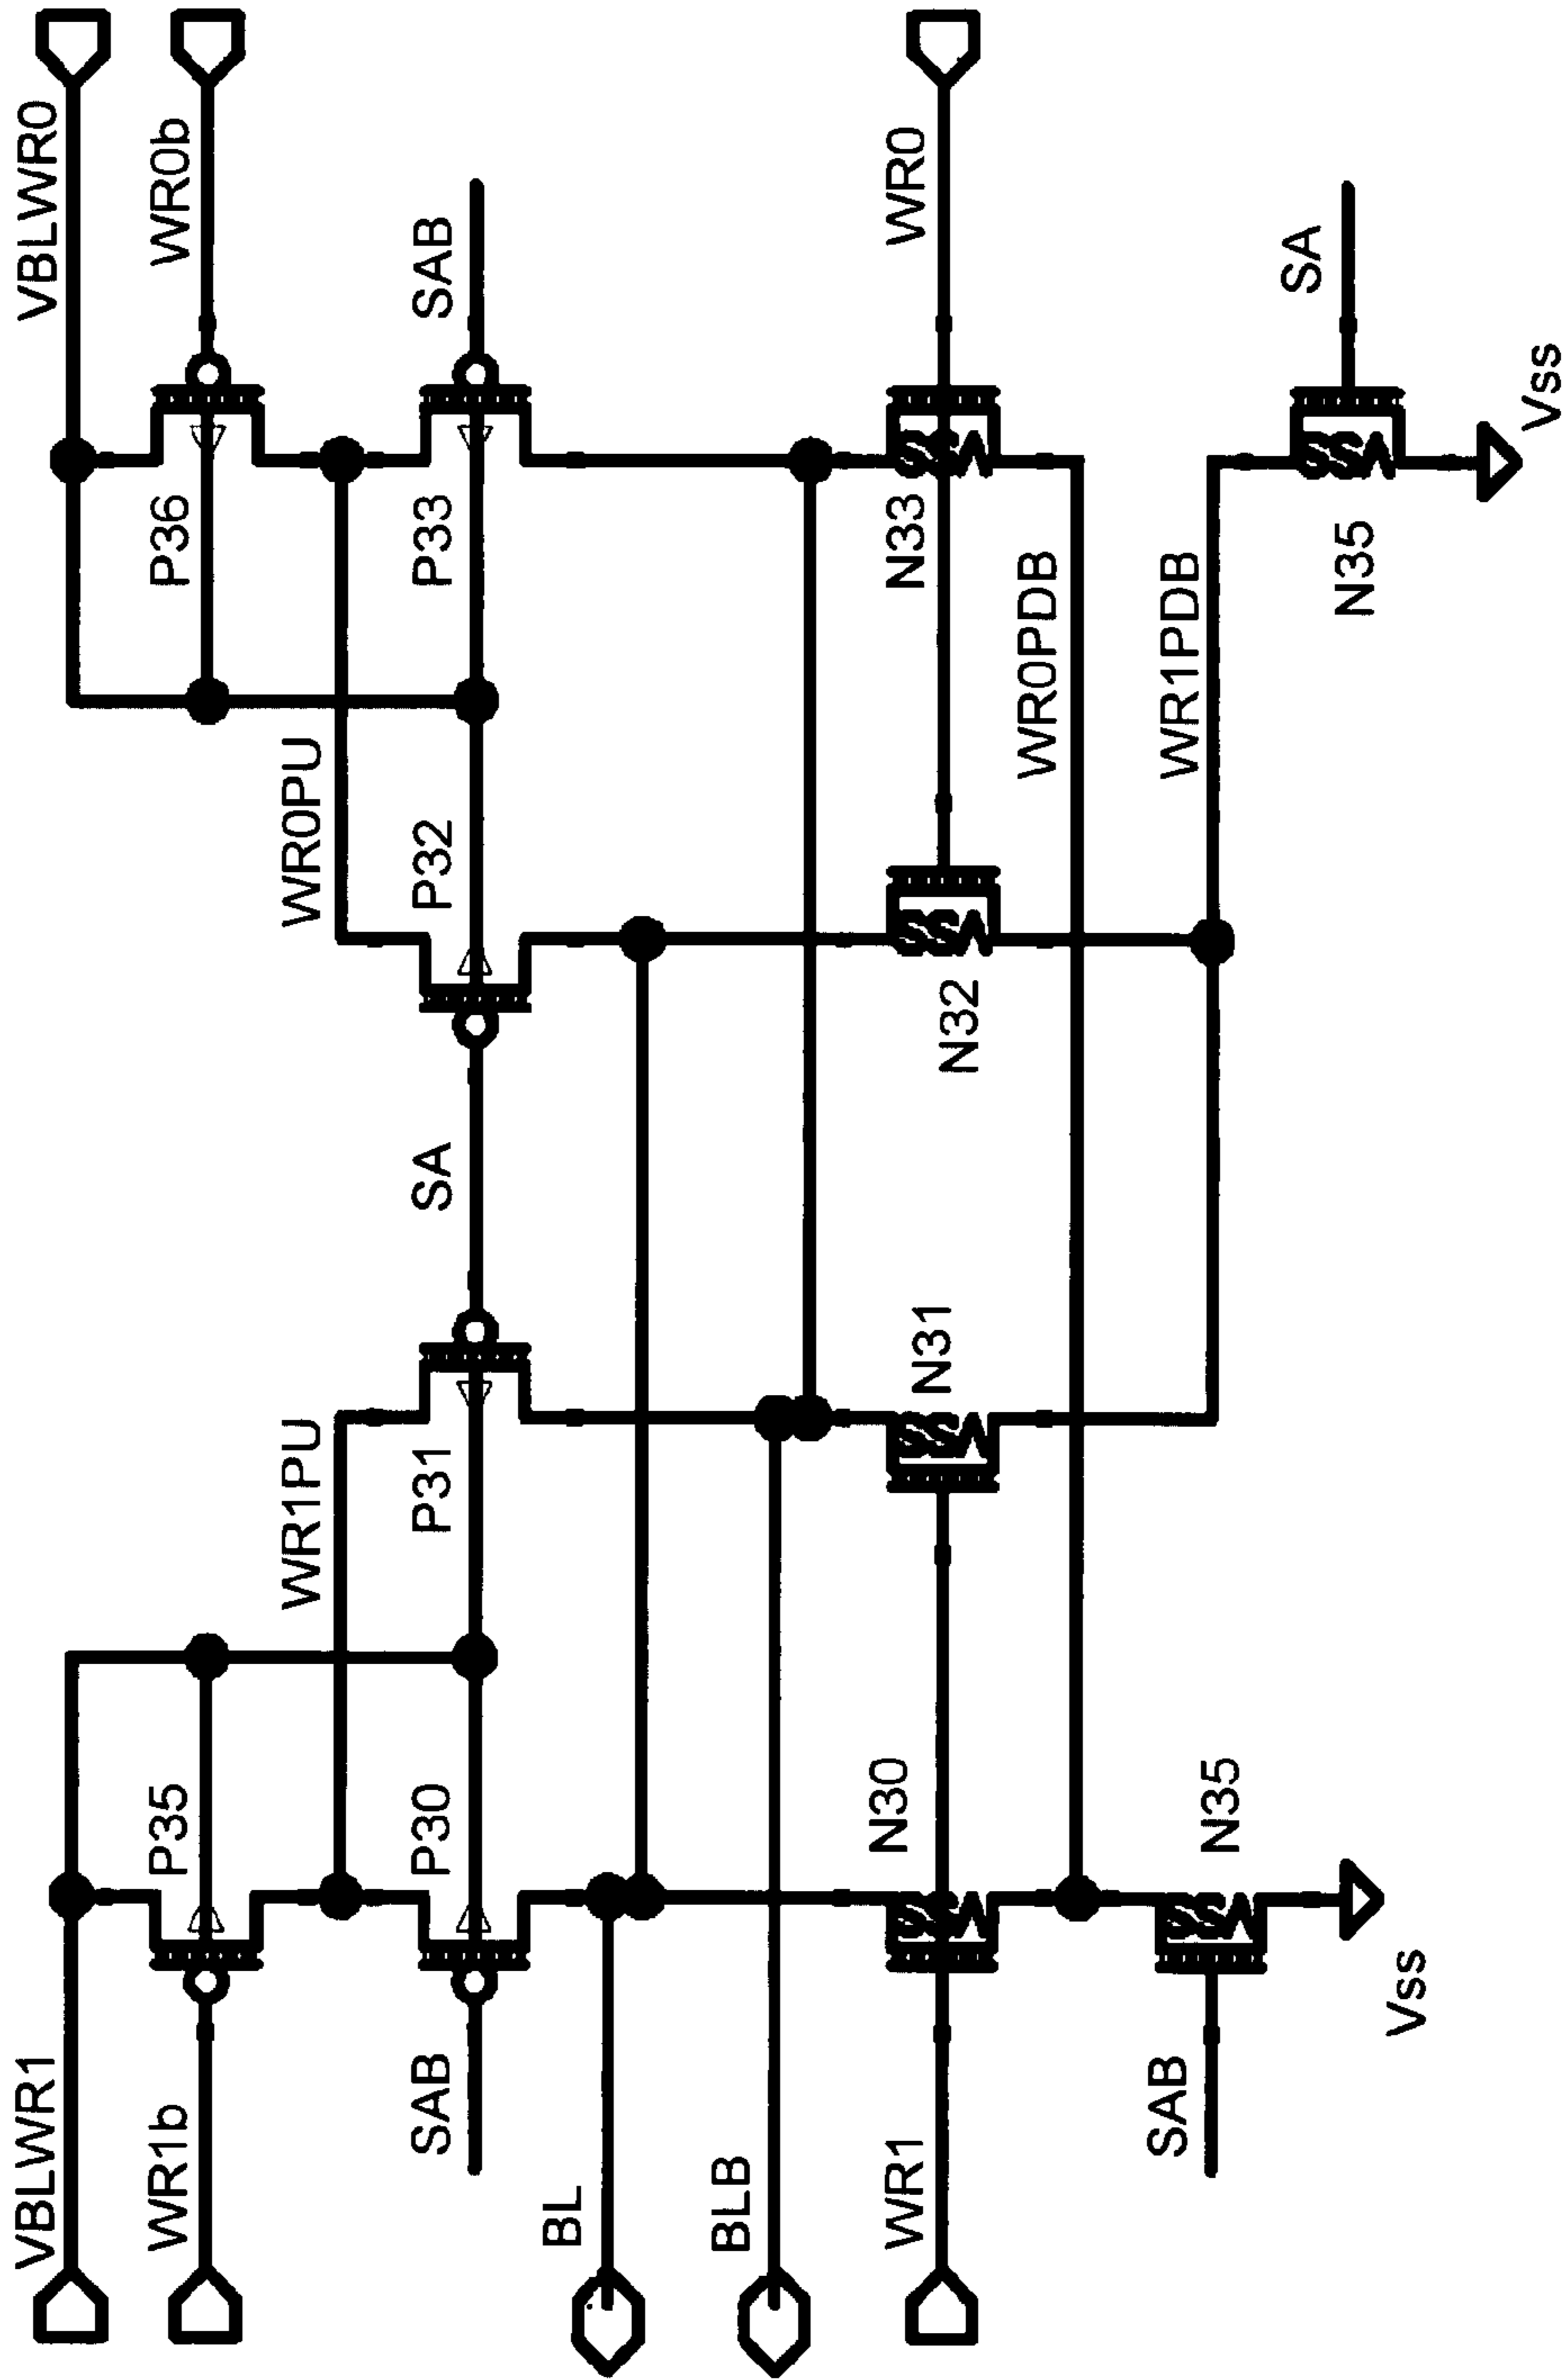 VBLWR1
VBLWR0
WR1b
P35
P36
WR0b
WR1PU
WR0PU
SAB
P30
P31
SA
P32
P33
SAB
BL
BLB
WR1
N30
N31
N32
N33
WR0
WR0PDB
SAB
N35
WR1PDB
SA
N35
Vss
Vss